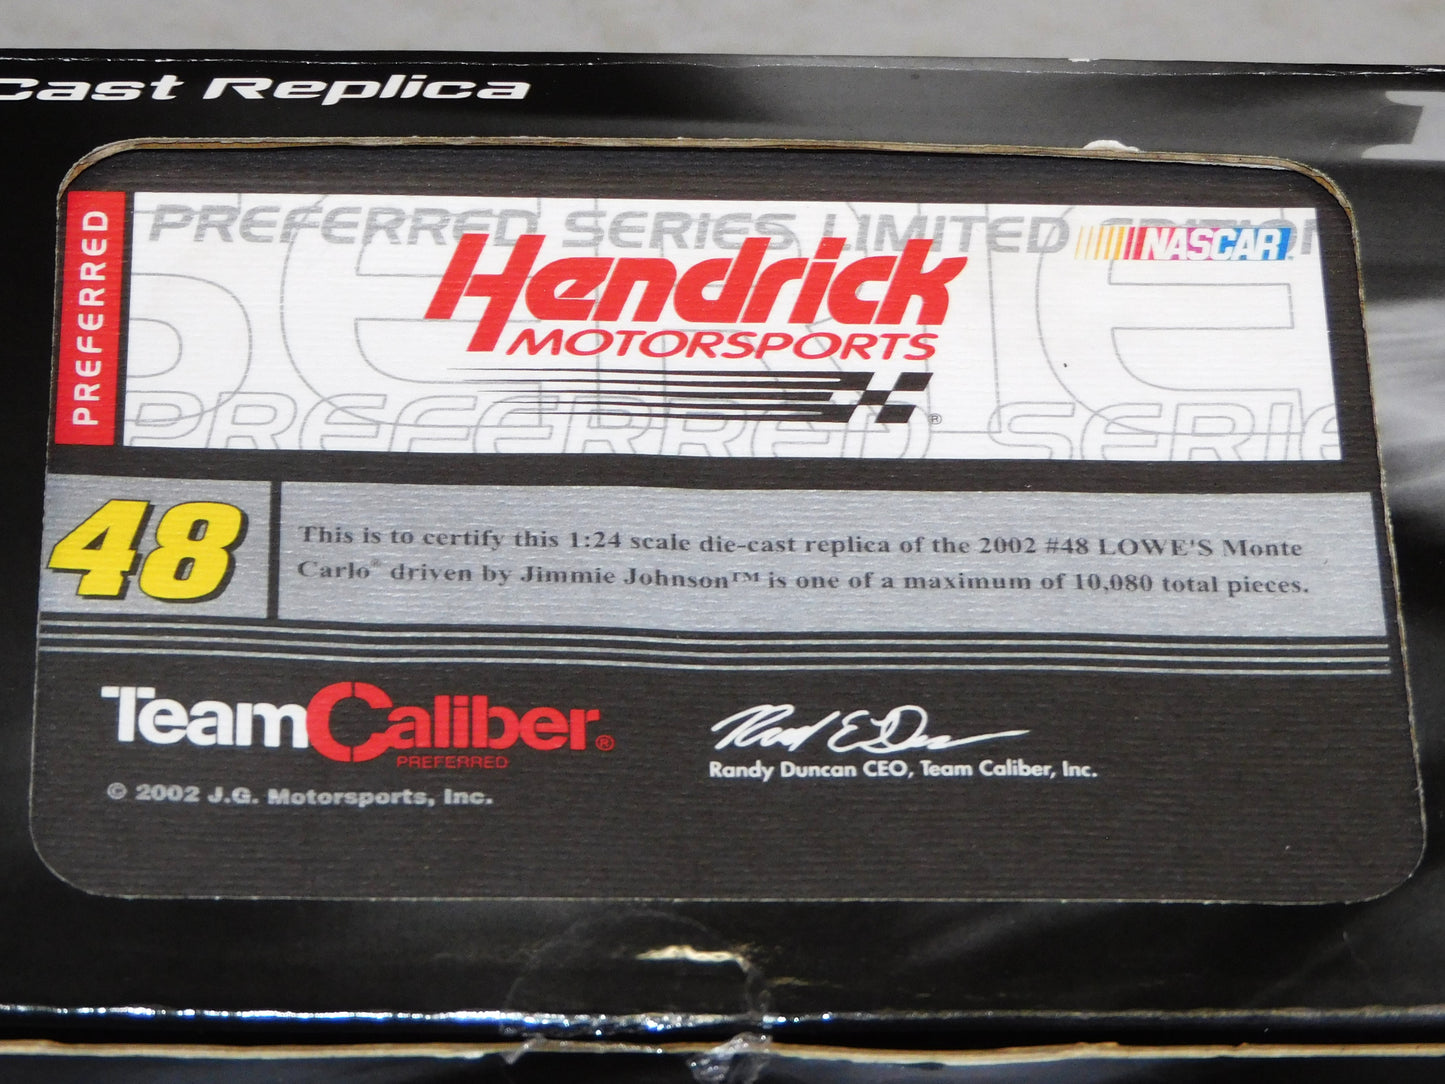 Cast Replica
PREFERRED
PREFERRED SERIES LIMITED EDITION
NASCAR
Hendrick
MOTORSPORTS
®
PREFERRED SERIE
48
This is to certify this 1:24 scale die-cast replica of the 2002 #48 LOWE'S Monte
Carlo® driven by Jimmie Johnson™ is one of a maximum of 10,080 total pieces.
TeamCaliber®
PREFERRED
© 2002 J.G. Motorsports, Inc.
Randy Duncan CEO, Team Caliber, Inc.